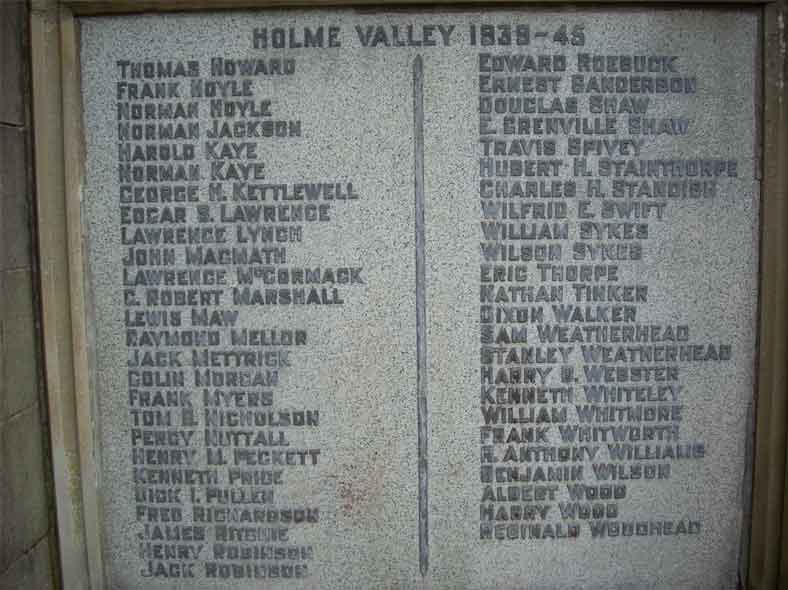 HOLME VALLEY 1939-45
THOMAS HOWARD
FRANK HOYLE
NORMAN HOYLE
NORMAN JACKSON
HAROLD KAYE
NORMAN KAYE
GEORGE H. KETTLEWELL
EDGAR S. LAWRENCE
LAWRENCE LYNCH
JOHN MACMATH
LAWRENCE MCCORMACK
C. ROBERT MARSHALL
LEWIS MAW
RAYMOND MELLOR
JACK METTRICK
COLIN MORGAN
FRANK MYERS
TOM B. NICHOLSON
PERCY NUTTALL
HENRY M. PECKETT
KENNETH PRICE
DICK I. PULLEN
FRED RICHARDSON
JAMES RITCHIE
HENRY ROBINSON
JACK ROBINSON
EDWARD ROEBUCK
ERNEST SANDERSON
DOUGLAS SHAW
E. GRENVILLE SHAW
TRAVIS SPIVEY
HUBERT H. STAINTHORPE
CHARLES H. STANDISH
WILFRID E. SWIFT
WILLIAM SYKES
WILSON SYKES
ERIC THORPE
NATHAN TINKER
DIXON WALKER
SAM WEATHERHEAD
STANLEY WEATHERHEAD
HARRY WEBSTER
KENNETH WHITELEY
WILLIAM WHITMORE
FRANK WHITWORTH
ANTHONY WILLIAMS
BENJAMIN WILSON
ALBERT WOOD
HARRY WOOD
REGINALD WOODHEAD